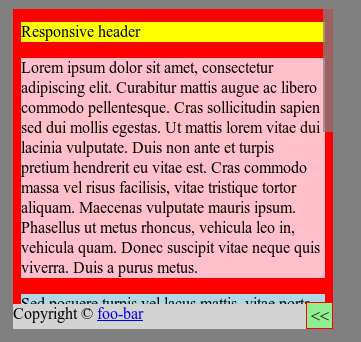 Responsive header
Lorem ipsum dolor sit amet, consectetur
adipiscing elit. Curabitur mattis augue ac libero
commodo pellentesque. Cras sollicitudin sapien
sed dui mollis egestas. Ut mattis lorem vitae dui
lacinia vulputate. Duis non ante et turpis
pretium hendrerit eu vitae est. Cras commodo
massa vel risus facilisis, vitae tristique tortor
aliquam. Maecenas vulputate mauris ipsum.
Phasellus ut metus rhoncus, vehicula leo in,
vehicula quam. Donec suscipit vitae neque quis
viverra. Duis a purus metus.
Sed posuere turpis vel lacus mattis, vitae porta
Copyright © foo-bar <<